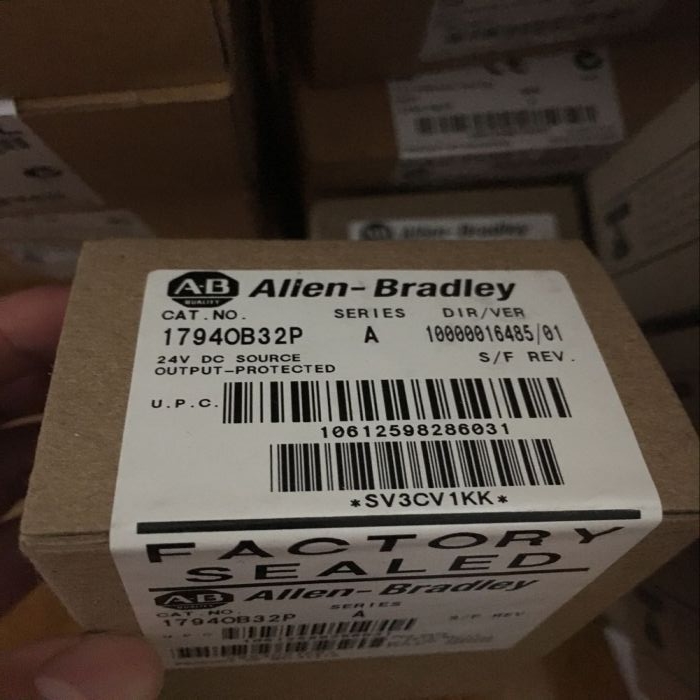 Allen-Bradley
A-B QUALITY Allen-Bradley
CAT.NO. SERIES DIR/VER
1794OB32P A 10000016485/01
24V DC SOURCE S/F REV.
OUTPUT-PROTECTED
U.P.C.
10612598286031
*SV3CV1KK*
FACTORY
SEALED
A-B Allen-Bradley
CAT.NO. SERIES S/F REV
1794OB32P A
U.P.C.